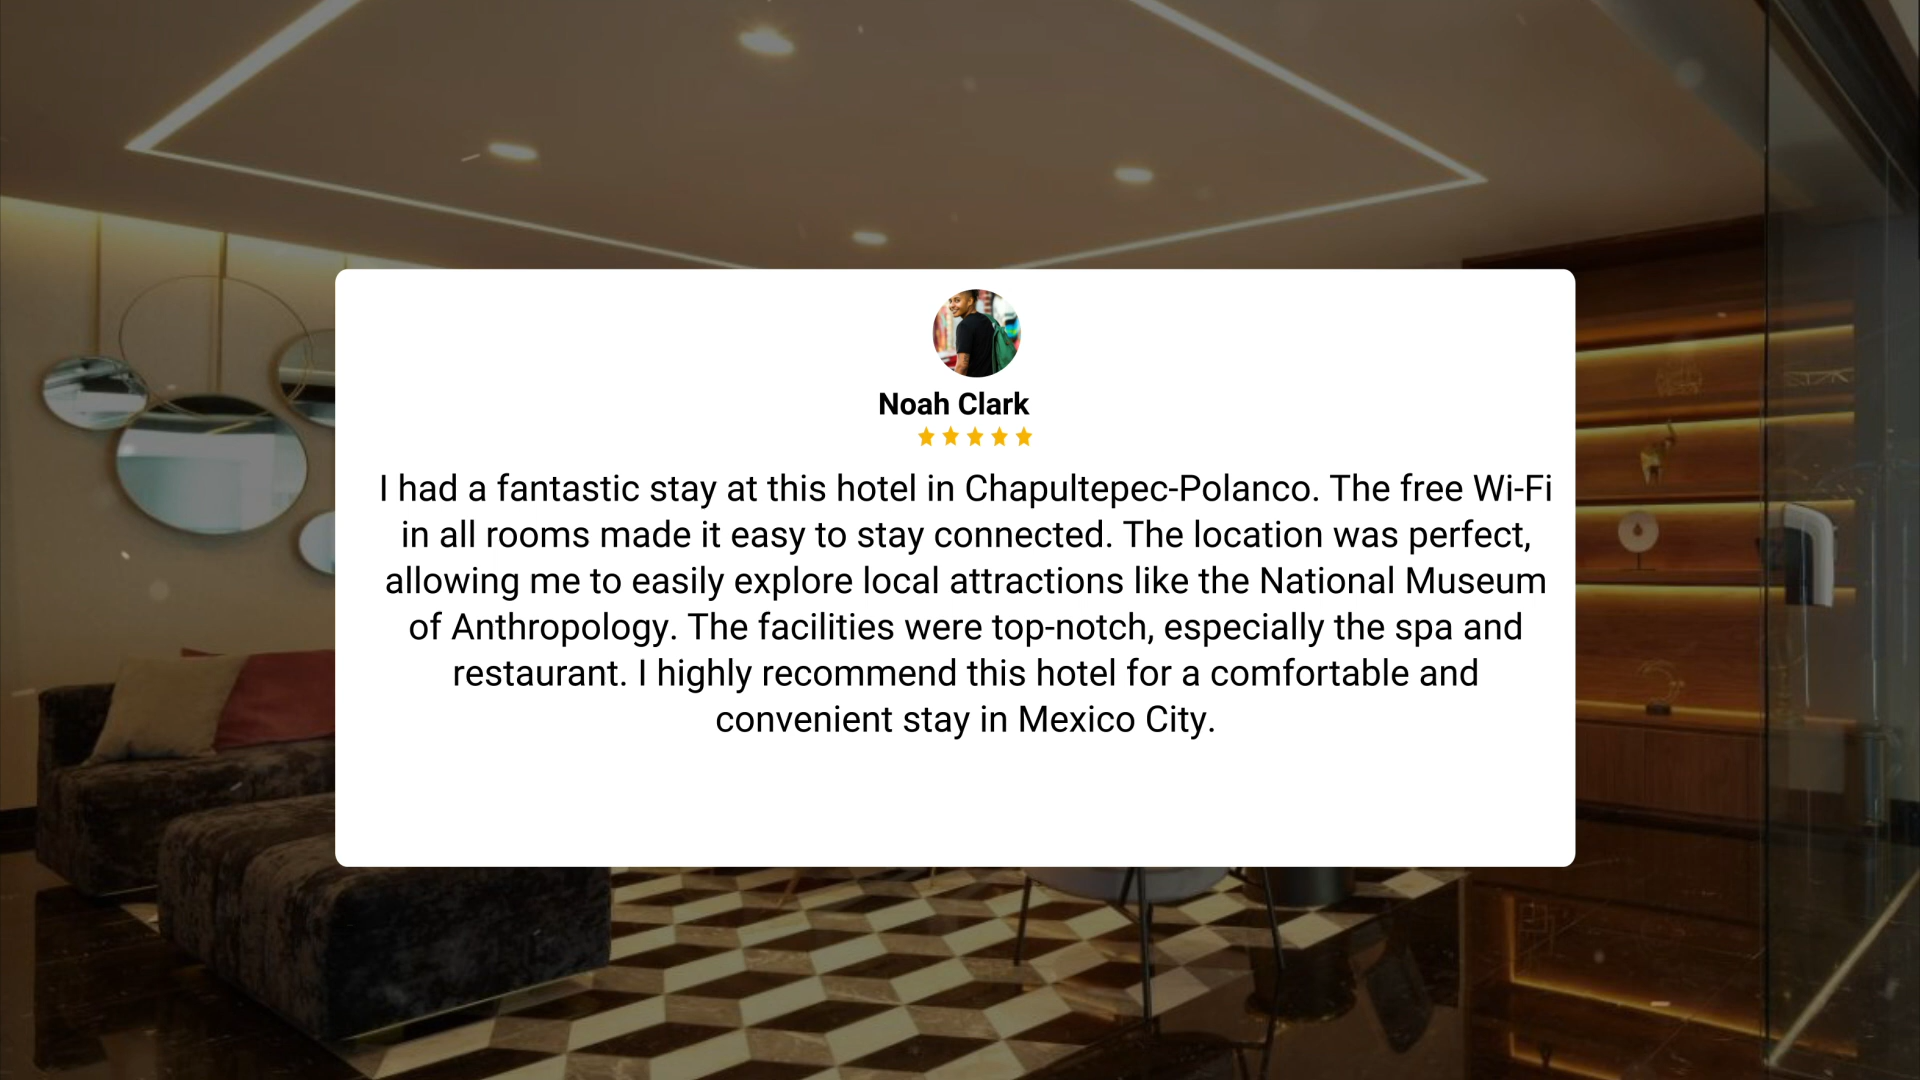 Noah Clark
I had a fantastic stay at this hotel in Chapultepec-Polanco. The free Wi-Fi
in all rooms made it easy to stay connected. The location was perfect,
allowing me to easily explore local attractions like the National Museum
of Anthropology. The facilities were top-notch, especially the spa and
restaurant. I highly recommend this hotel for a comfortable and
convenient stay in Mexico City.